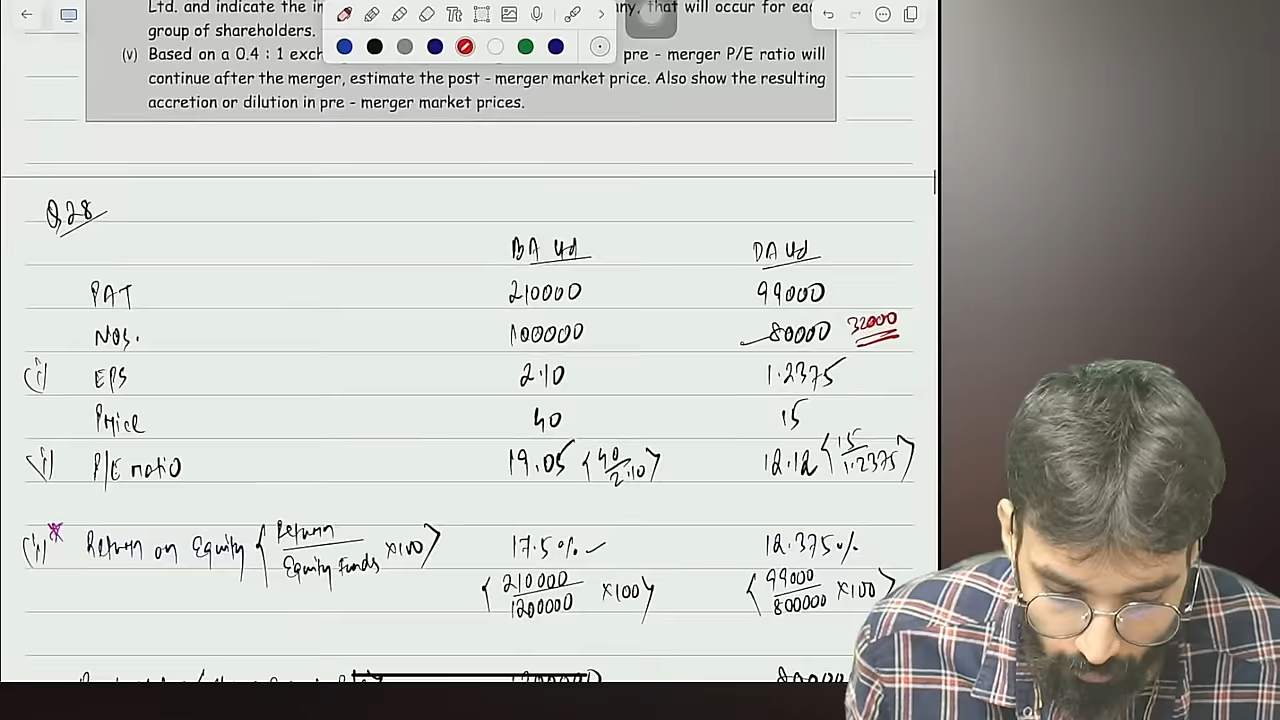 Ltd. and indicate the in ny, that will occur for eac
group of shareholders.
(v) Based on a 0.4 : 1 exch pre - merger P/E ratio will
continue after the merger, estimate the post - merger market price. Also show the resulting
accretion or dilution in pre - merger market prices.
Q.28
BA Ltd DA Ltd
PAT 210000 99000
Nos. 100000 80000 32000
(i) EPS 2.10 1.2375
Price 40 15
(i) P/E ratio 19.05 {40/2.10} 12.12 {15/1.2375}
(i)* Return on Equity {Return/Equity Funds ×100} 17.5% 12.375%
{210000/1200000 ×100} {99000/800000 ×100}